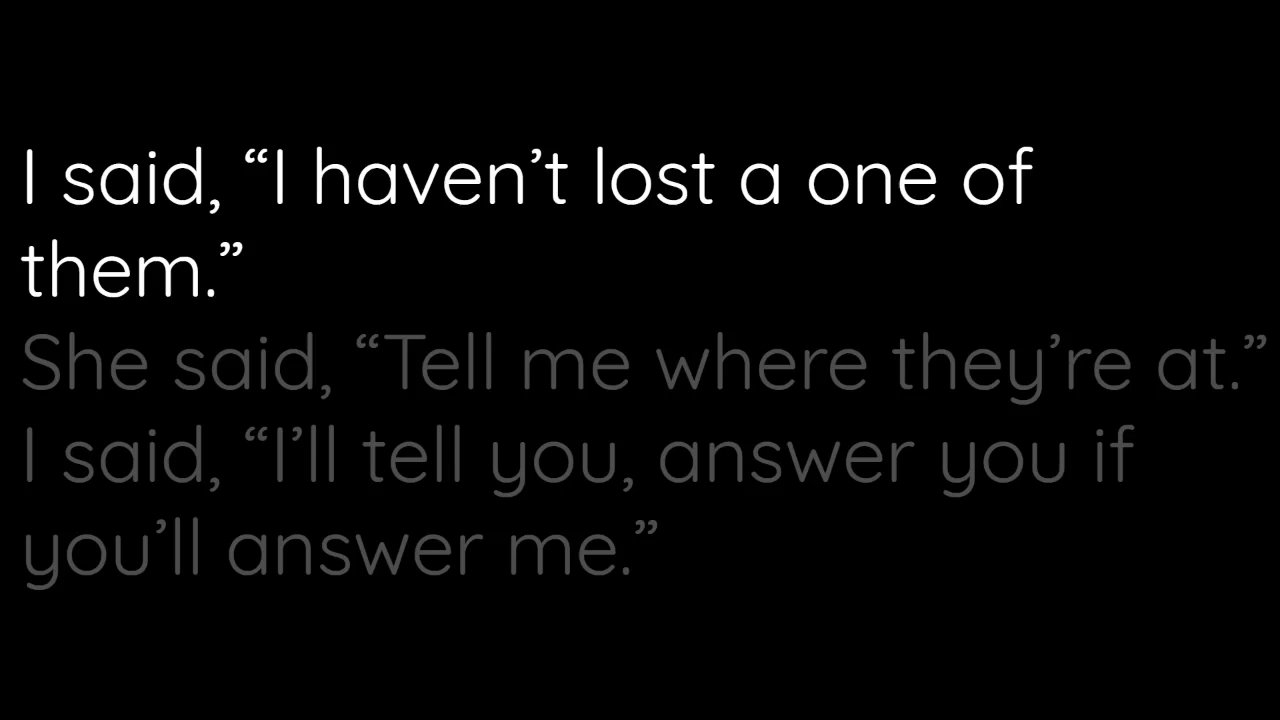 I said, “I haven’t lost a one of
them.”
She said, “Tell me where they’re at.”
I said, “I’ll tell you, answer you if
you’ll answer me.”